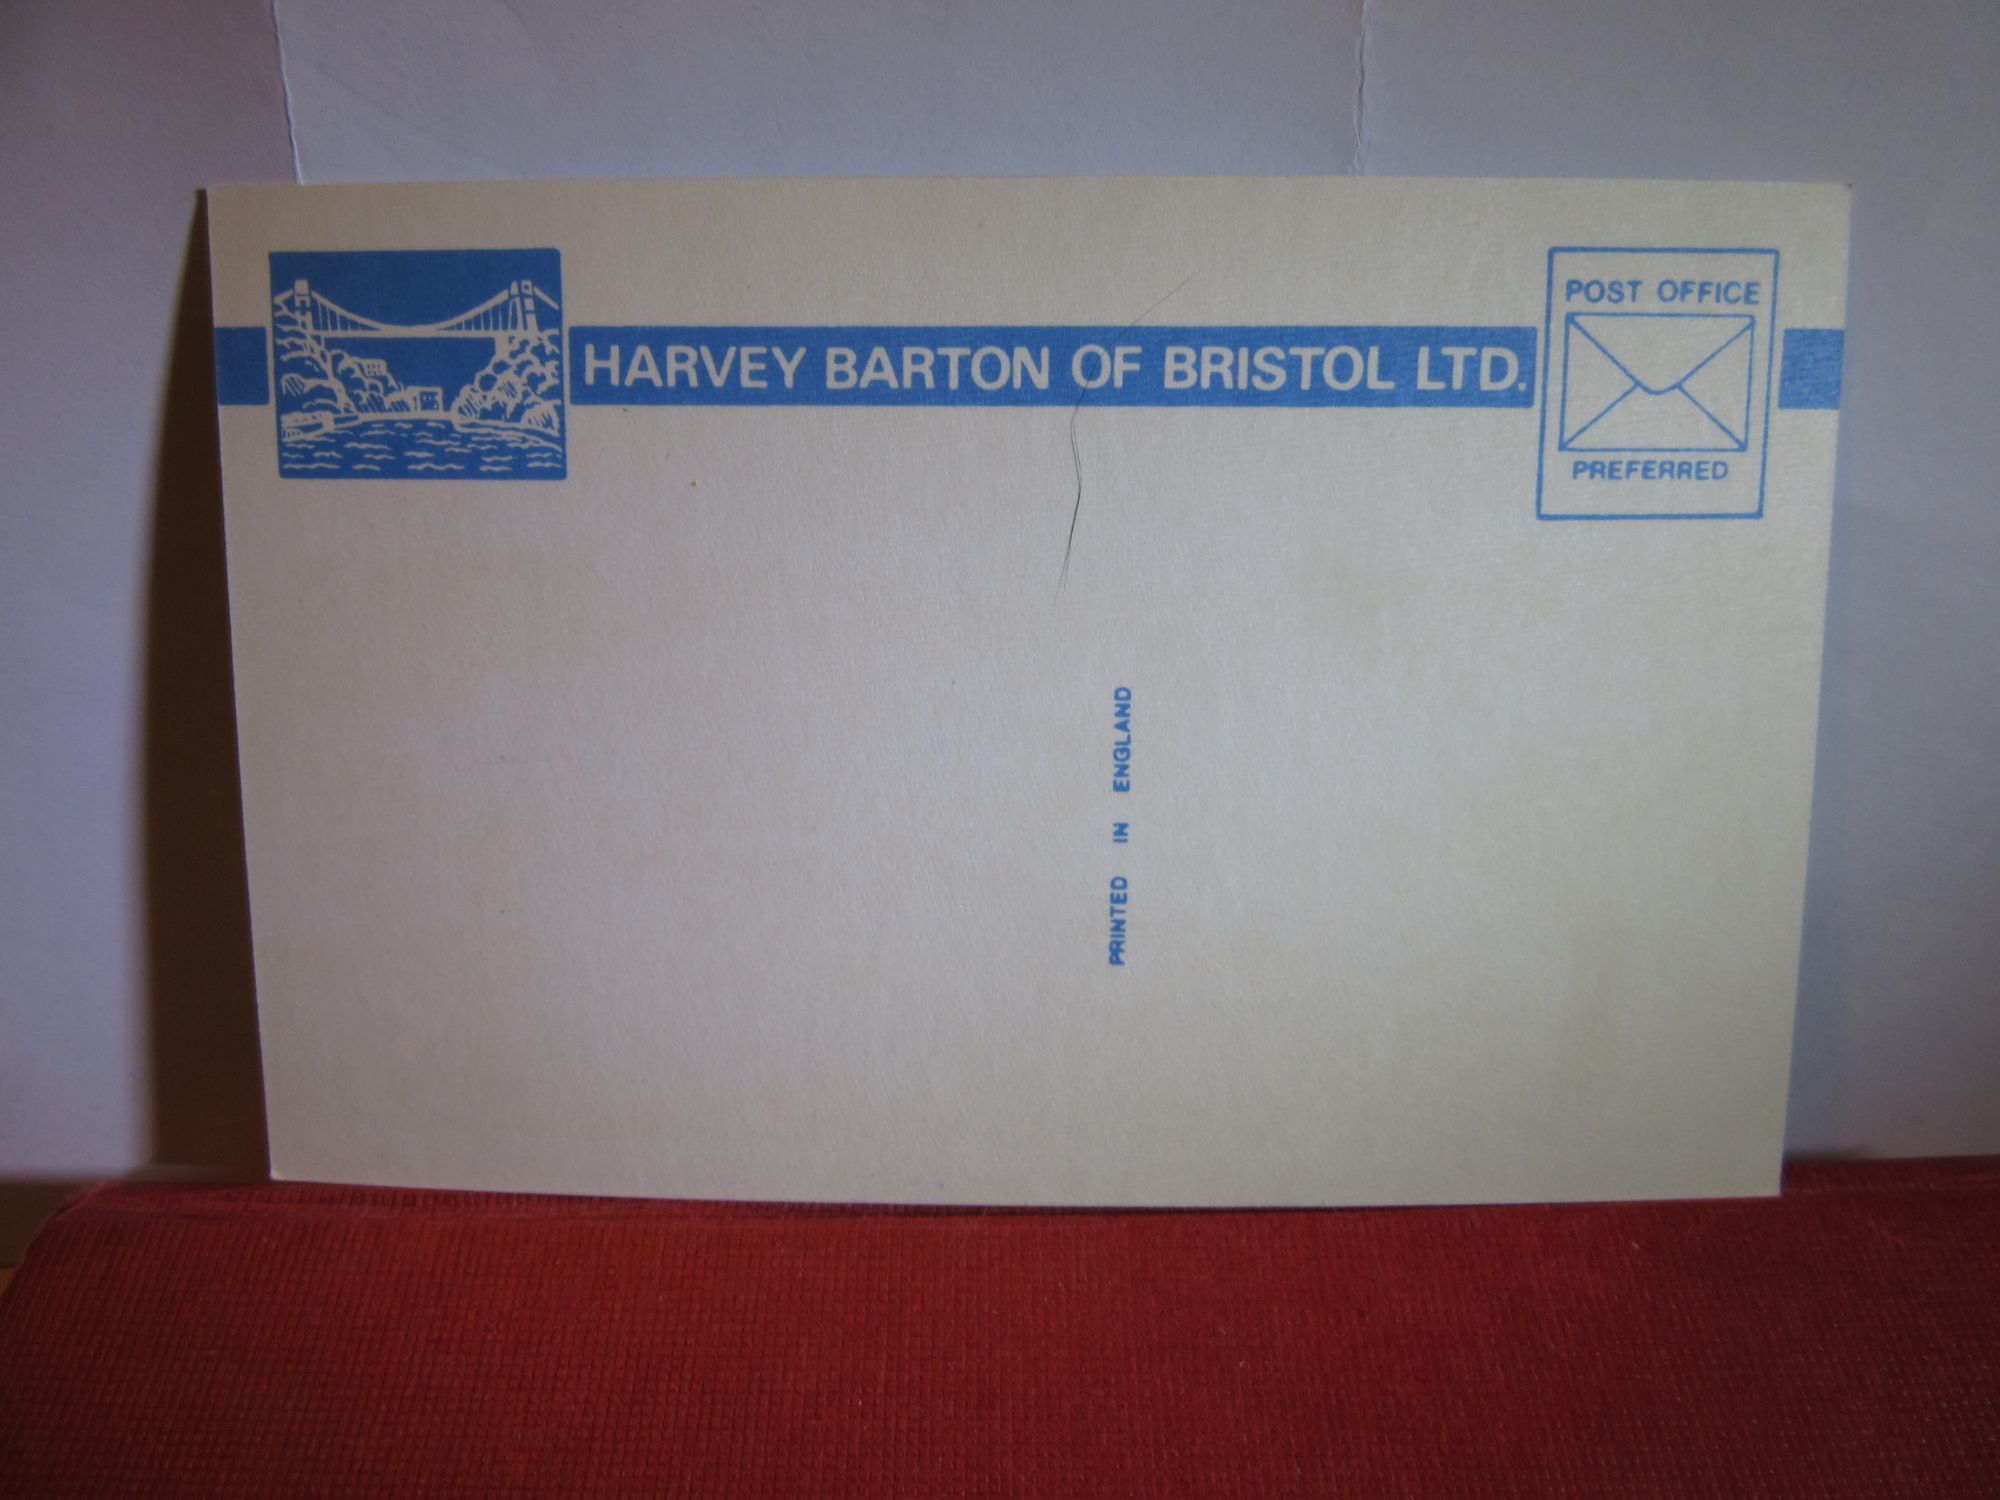 HARVEY BARTON OF BRISTOL LTD.
POST OFFICE
PREFERRED
PRINTED IN ENGLAND